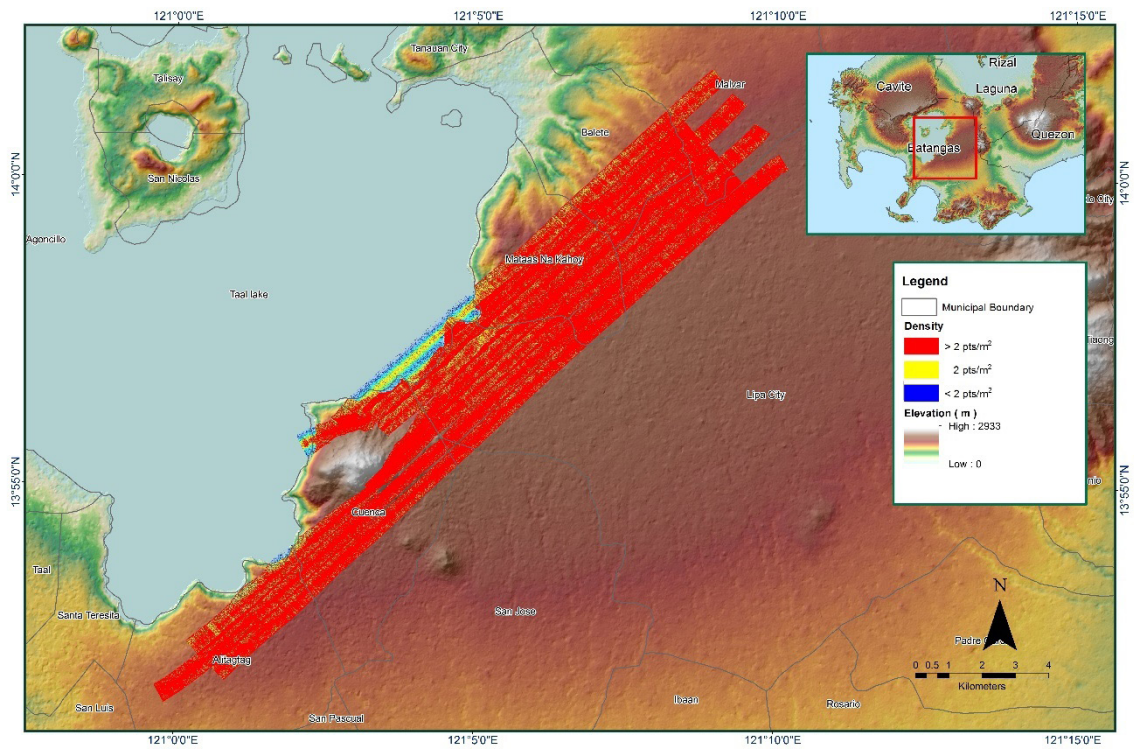 121°0'0"E
121°5'0"E
121°10'0"E
121°15'0"E
14°0'0"N
13°55'0"N
14°0'0"N
13°55'0"N
Tanauan City
Talisay
Malvar
Balete
San Nicolas
Agoncillo
Mataas Na Kahoy
Taal lake
Lipa City
Cuenca
Taal
Santa Teresita
San Jose
Alitagtag
San Luis
San Pascual
Ibaan
Rosario
Tiaong
Rizal
Cavite
Laguna
Quezon
Batangas
Legend
Municipal Boundary
Density
> 2 pts/m²
2 pts/m²
< 2 pts/m²
Elevation ( m )
High : 2933
Low : 0
N
0 0.5 1 2 3 4
Kilometers
121°0'0"E
121°5'0"E
121°10'0"E
121°15'0"E